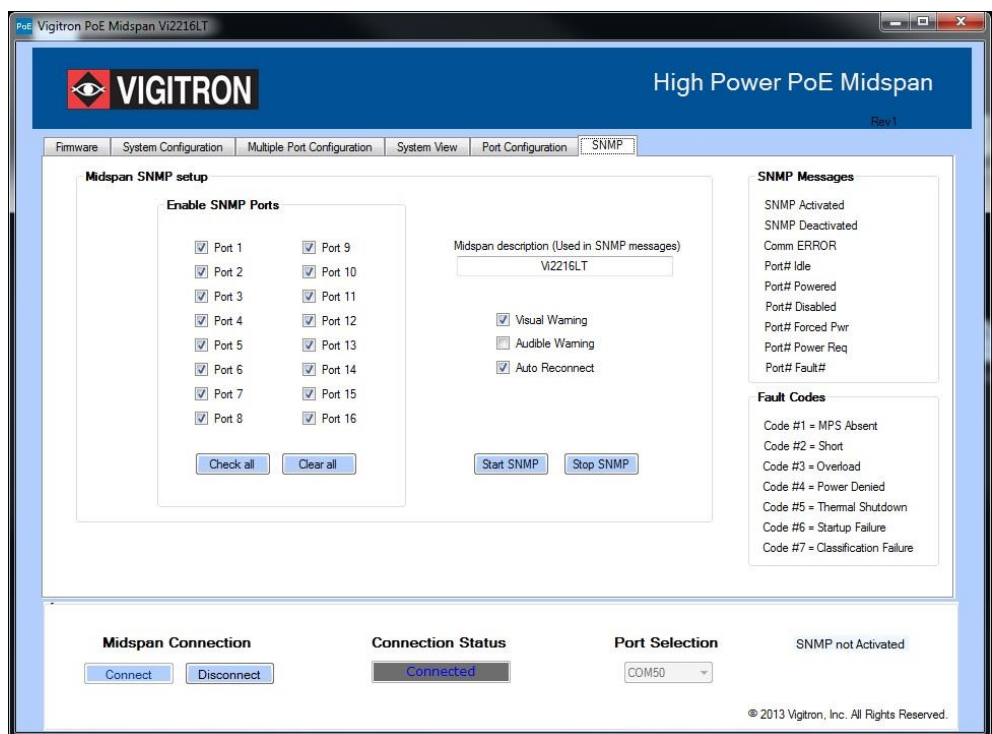 PoE Vigitron PoE Midspan Vi2216LT
VIGITRON
High Power PoE Midspan
Rev1
Firmware System Configuration Multiple Port Configuration System View Port Configuration SNMP
Midspan SNMP setup
Enable SNMP Ports
Port 1 Port 9
Port 2 Port 10
Port 3 Port 11
Port 4 Port 12
Port 5 Port 13
Port 6 Port 14
Port 7 Port 15
Port 8 Port 16
Check all Clear all
Midspan description (Used in SNMP messages)
Vi2216LT
Visual Warning
Audible Warning
Auto Reconnect
Start SNMP Stop SNMP
SNMP Messages
SNMP Activated
SNMP Deactivated
Comm ERROR
Port# Idle
Port# Powered
Port# Disabled
Port# Forced Pwr
Port# Power Req
Port# Fault#
Fault Codes
Code #1 = MPS Absent
Code #2 = Short
Code #3 = Overload
Code #4 = Power Denied
Code #5 = Thermal Shutdown
Code #6 = Startup Failure
Code #7 = Classification Failure
Midspan Connection
Connect Disconnect
Connection Status
Connected
Port Selection
COM50
SNMP not Activated
© 2013 Vigitron, Inc. All Rights Reserved.